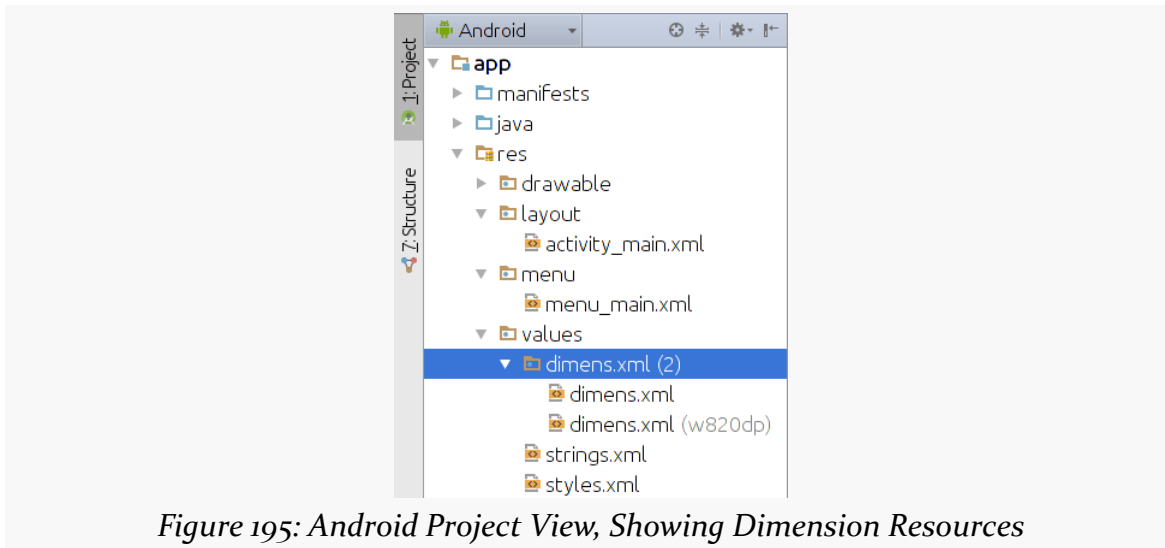 Android
1: Project
7: Structure
app
manifests
java
res
drawable
layout
activity_main.xml
menu
menu_main.xml
values
dimens.xml (2)
dimens.xml
dimens.xml (w820dp)
strings.xml
styles.xml
Figure 195: Android Project View, Showing Dimension Resources